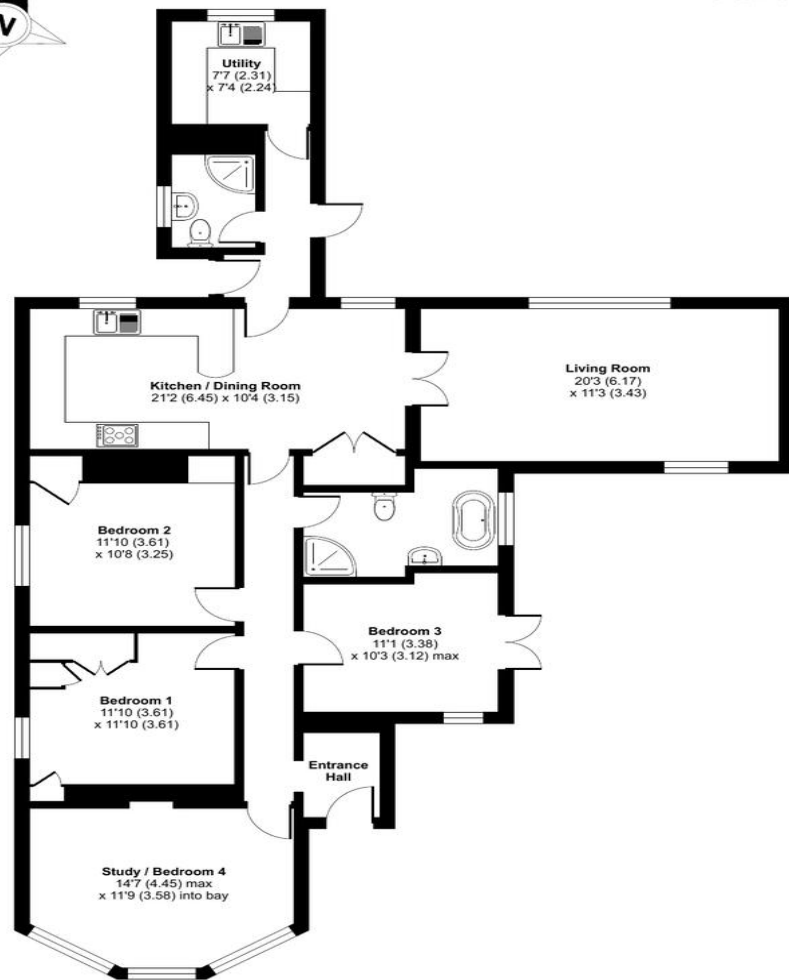 N
Utility
7'7 (2.31)
x 7'4 (2.24)
Kitchen / Dining Room
21'2 (6.45) x 10'4 (3.15)
Living Room
20'3 (6.17)
x 11'3 (3.43)
Bedroom 2
11'10 (3.61)
x 10'8 (3.25)
Bedroom 3
11'1 (3.38)
x 10'3 (3.12) max
Bedroom 1
11'10 (3.61)
x 11'10 (3.61)
Entrance
Hall
Study / Bedroom 4
14'7 (4.45) max
x 11'9 (3.58) into bay